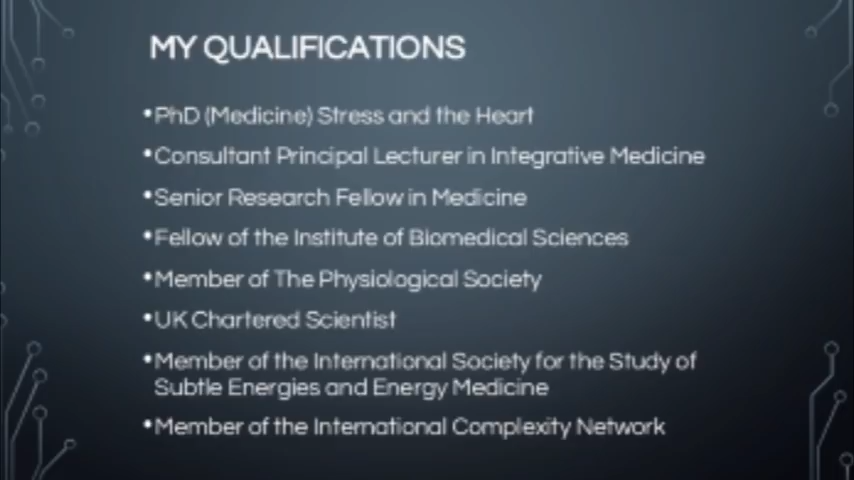 MY QUALIFICATIONS
•PhD (Medicine) Stress and the Heart
•Consultant Principal Lecturer in Integrative Medicine
•Senior Research Fellow in Medicine
•Fellow of the Institute of Biomedical Sciences
•Member of The Physiological Society
•UK Chartered Scientist
•Member of the International Society for the Study of
Subtle Energies and Energy Medicine
•Member of the International Complexity Network